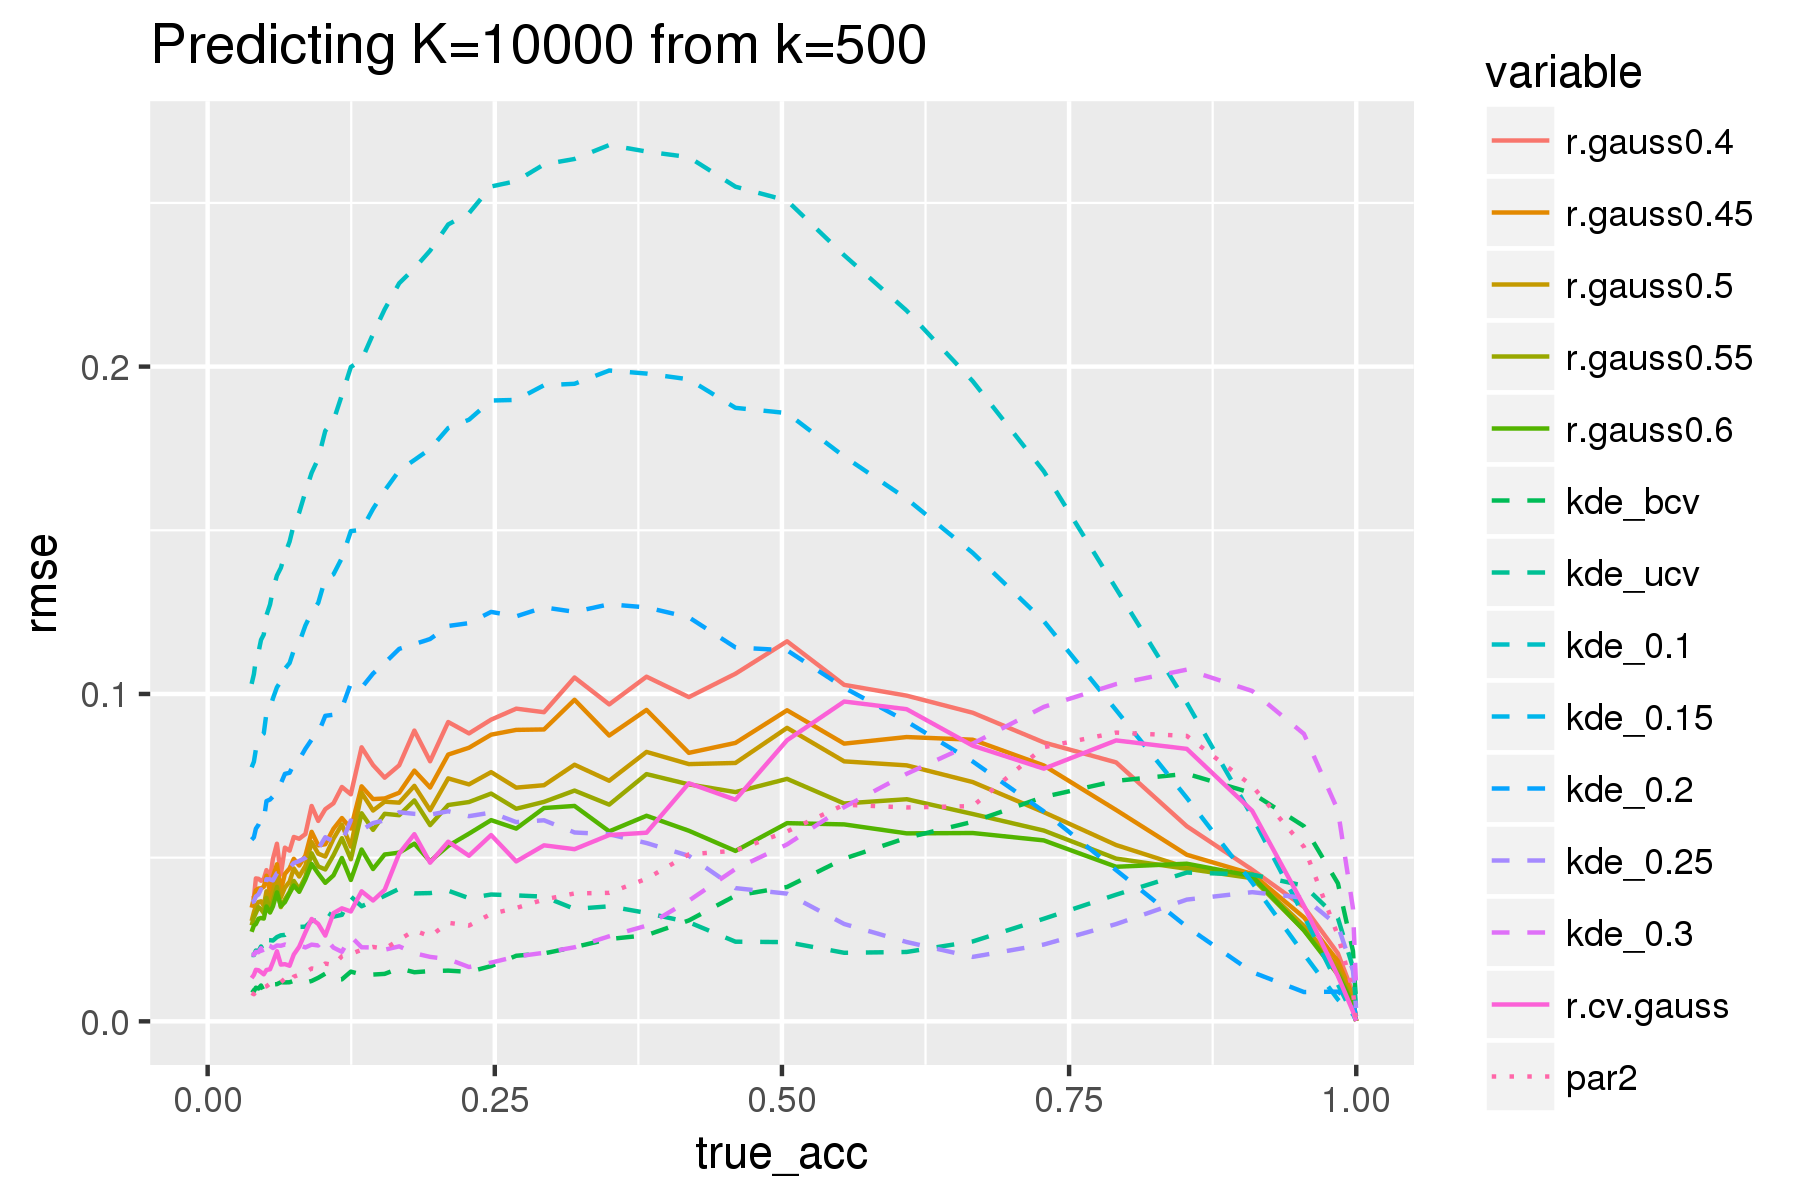 Predicting K=10000 from k=500
variable
r.gauss0.4
r.gauss0.45
r.gauss0.5
r.gauss0.55
r.gauss0.6
kde_bcv
kde_ucv
kde_0.1
kde_0.15
kde_0.2
kde_0.25
kde_0.3
r.cv.gauss
par2
rmse
0.2
0.1
0.0
0.00 0.25 0.50 0.75 1.00
true_acc